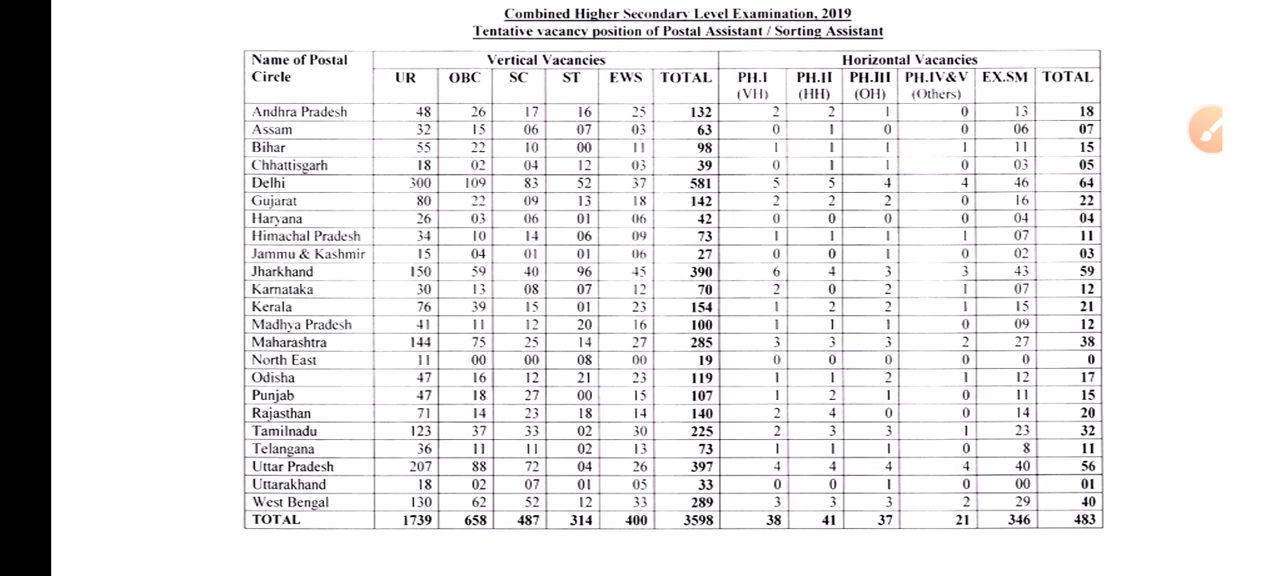 Combined Higher Secondary Level Examination, 2019
Tentative vacancy position of Postal Assistant / Sorting Assistant
Name of Postal Circle Vertical Vacancies Horizontal Vacancies
UR OBC SC ST EWS TOTAL PH.I (VH) PH.II (HH) PH.III (OH) PH.IV&V (Others) EX.SM TOTAL
Andhra Pradesh 48 26 17 16 25 132 2 2 1 0 13 18
Assam 32 15 06 07 03 63 0 1 0 0 06 07
Bihar 55 22 10 00 11 98 1 1 1 1 11 15
Chhattisgarh 18 02 04 12 03 39 0 1 1 0 03 05
Delhi 300 109 83 52 37 581 5 5 4 4 46 64
Gujarat 80 22 09 13 18 142 2 2 2 0 16 22
Haryana 26 03 06 01 06 42 0 0 0 0 04 04
Himachal Pradesh 34 10 14 06 09 73 1 1 1 1 07 11
Jammu & Kashmir 15 04 01 01 06 27 0 0 1 0 02 03
Jharkhand 150 59 40 96 45 390 6 4 3 3 43 59
Karnataka 30 13 08 07 12 70 2 0 2 1 07 12
Kerala 76 39 15 01 23 154 1 2 2 1 15 21
Madhya Pradesh 41 11 12 20 16 100 1 1 1 0 09 12
Maharashtra 144 75 25 14 27 285 3 3 3 2 27 38
North East 11 00 00 08 00 19 0 0 0 0 0 0
Odisha 47 16 12 21 23 119 1 1 2 1 12 17
Punjab 47 18 27 00 15 107 1 2 1 0 11 15
Rajasthan 71 14 23 18 14 140 2 4 0 0 14 20
Tamilnadu 123 37 33 02 30 225 2 3 3 1 23 32
Telangana 36 11 11 02 13 73 1 1 1 0 8 11
Uttar Pradesh 207 88 72 04 26 397 4 4 4 4 40 56
Uttarakhand 18 02 07 01 05 33 0 0 1 0 00 01
West Bengal 130 62 52 12 33 289 3 3 3 2 29 40
TOTAL 1739 658 487 314 400 3598 38 41 37 21 346 483